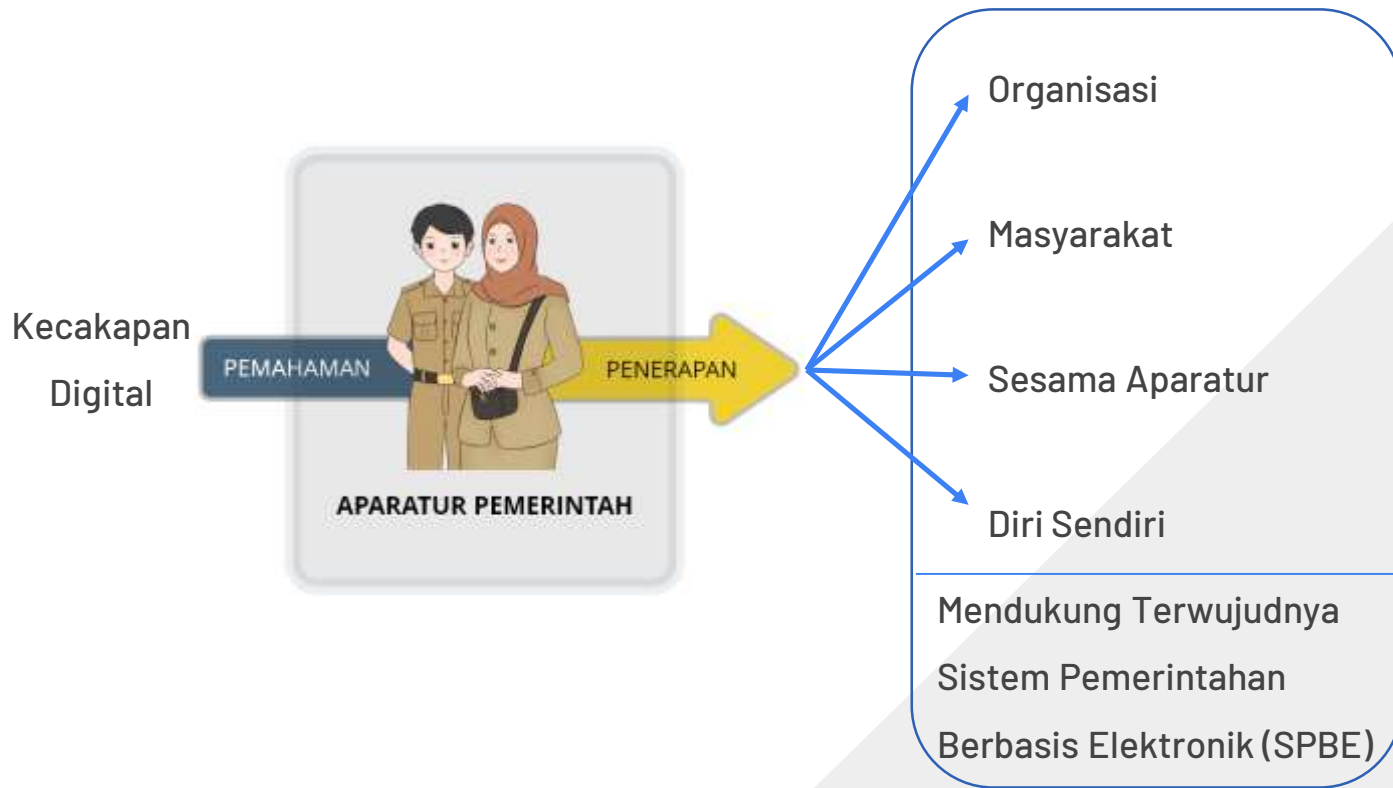 Kecakapan
Digital
PEMAHAMAN
PENERAPAN
APARATUR PEMERINTAH
Organisasi
Masyarakat
Sesama Aparatur
Diri Sendiri
Mendukung Terwujudnya
Sistem Pemerintahan
Berbasis Elektronik (SPBE)